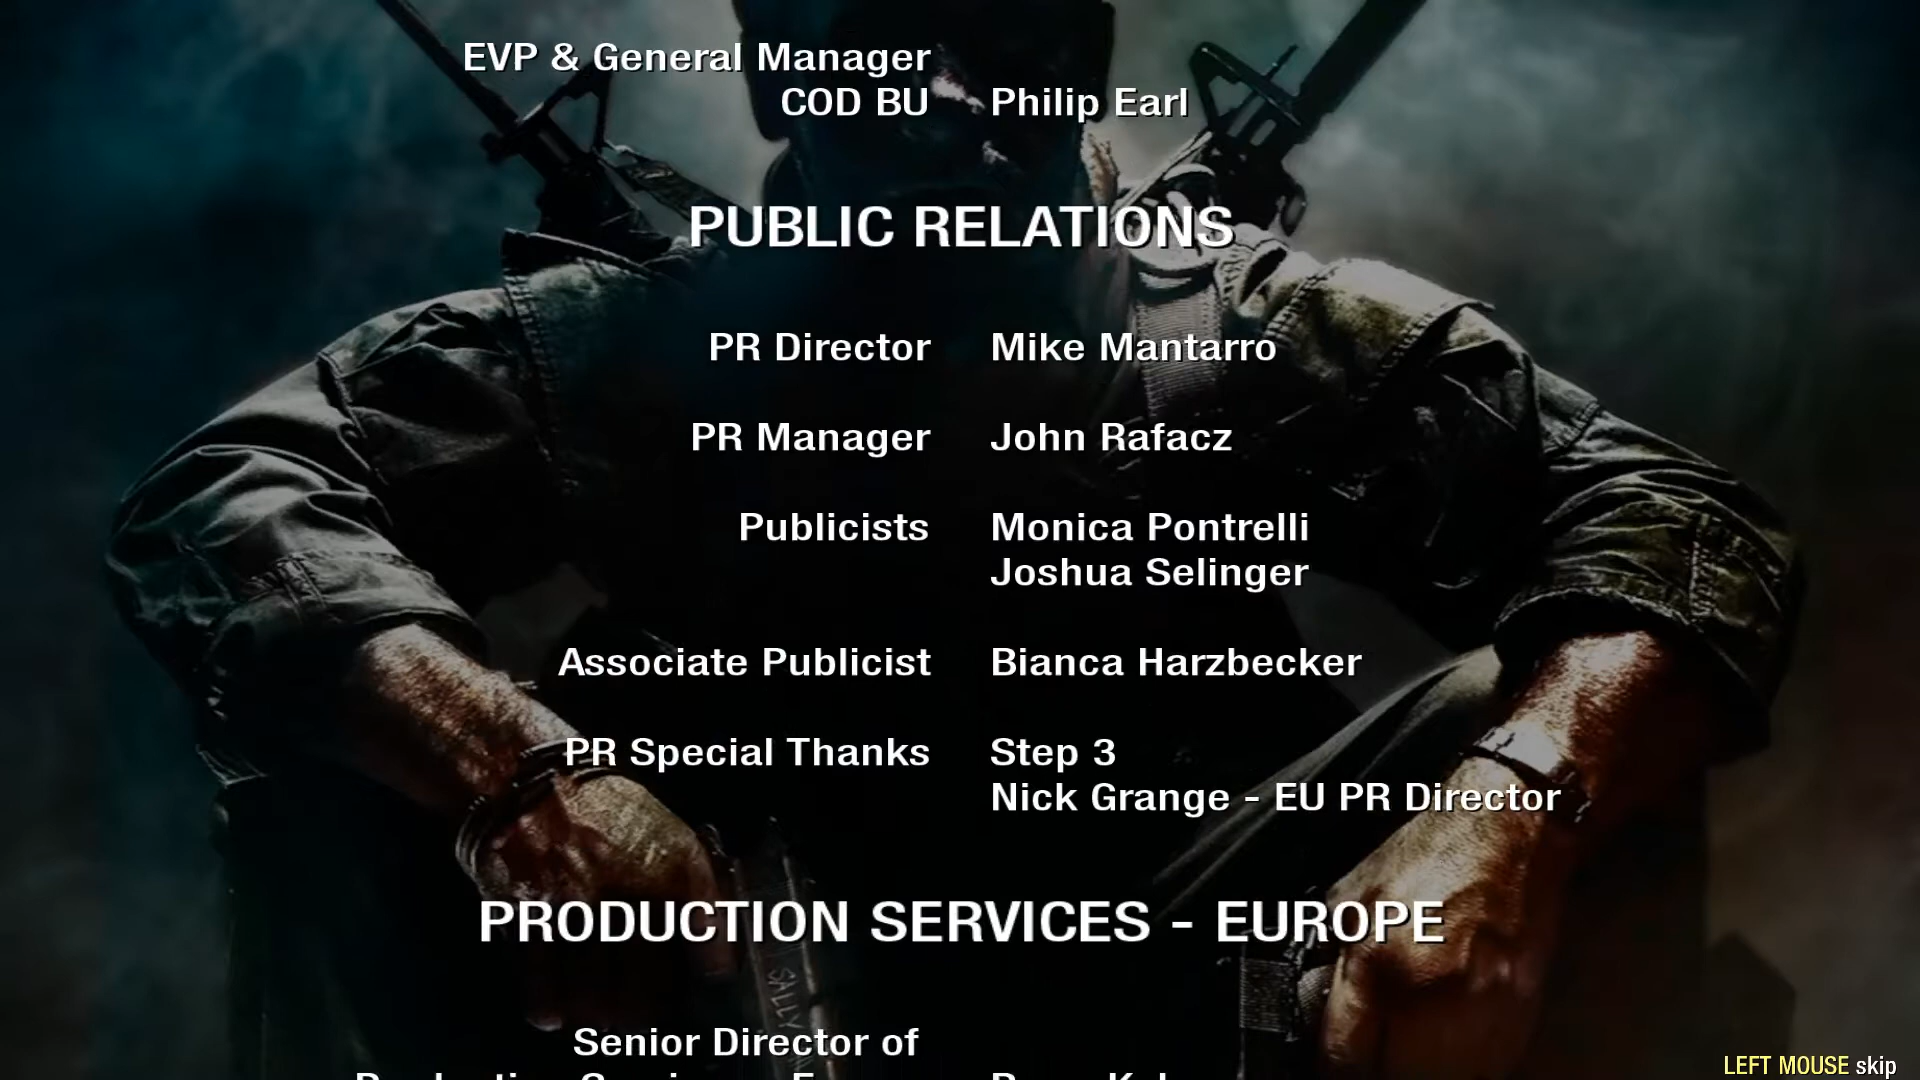 EVP & General Manager
COD BU Philip Earl
PUBLIC RELATIONS
PR Director Mike Mantarro
PR Manager John Rafacz
Publicists Monica Pontrelli
Joshua Selinger
Associate Publicist Bianca Harzbecker
PR Special Thanks Step 3
Nick Grange - EU PR Director
PRODUCTION SERVICES - EUROPE
SALLY
Senior Director of
LEFT MOUSE skip